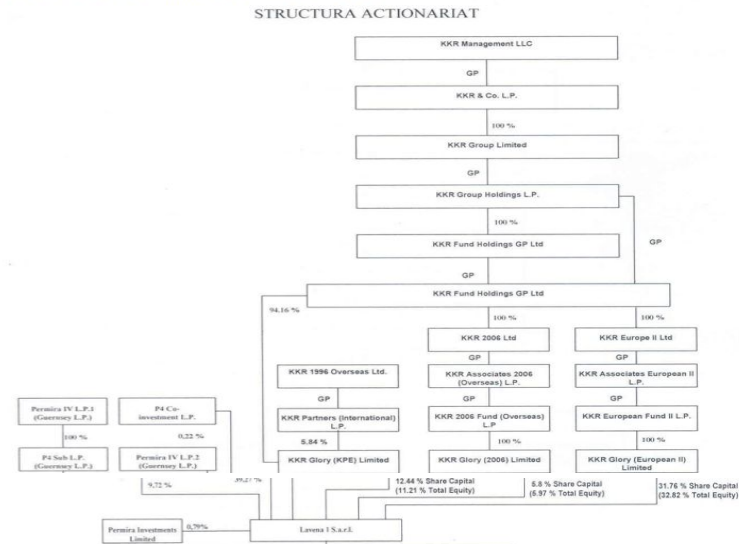 STRUCTURA ACTIONARIAT
KKR Management LLC
GP
KKR & Co. L.P.
100 %
KKR Group Limited
GP
KKR Group Holdings L.P.
100 %
GP
KKR Fund Holdings GP Ltd
GP
KKR Fund Holdings GP Ltd
94.16 %
100 %
100 %
KKR 2006 Ltd
KKR Europe II Ltd
GP
GP
KKR 1996 Overseas Ltd.
KKR Associates 2006
(Overseas) L.P.
KKR Associates European II
L.P.
GP
GP
GP
Permira IV L.P.1
(Guernsey L.P.)
P4 Co-
investment L.P.
KKR Partners (International)
L.P.
KKR 2006 Fund (Overseas)
L.P
KKR European Fund II L.P.
100 %
0,22 %
5.84 %
100 %
100 %
P4 Sub L.P.
(Guernsey L.P.)
Permira IV L.P.2
(Guernsey L.P.)
KKR Glory (KPE) Limited
KKR Glory (2006) Limited
KKR Glory (European II)
Limited
9,72 %
12.44 % Share Capital
(11.21 % Total Equity)
5.8 % Share Capital
(5.97 % Total Equity)
31.76 % Share Capital
(32.82 % Total Equity)
Permira Investments
Limited
0,79%
Lavena 1 S.a.r.l.